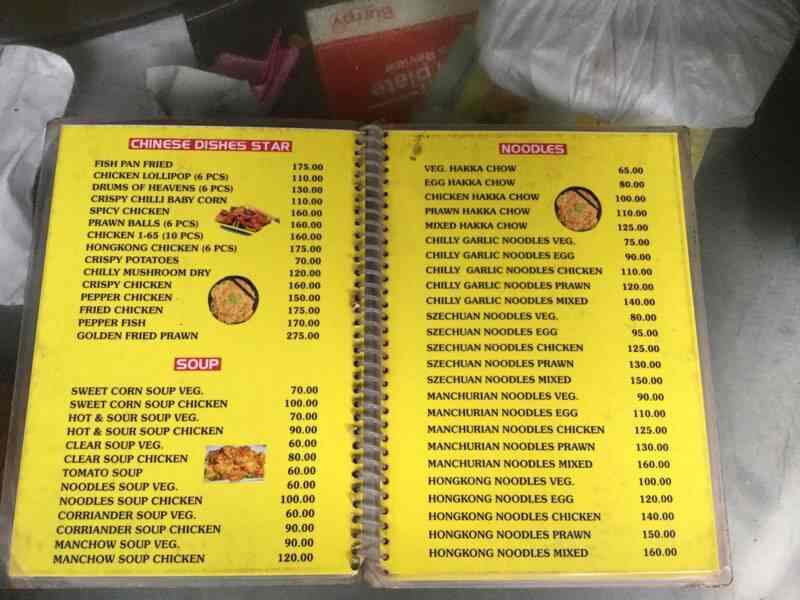 Burrpy
plate
Review
CHINESE DISHES STAR
FISH PAN FRIED 175.00
CHICKEN LOLLIPOP (6 PCS) 110.00
DRUMS OF HEAVENS (6 PCS) 130.00
CRISPY CHILLI BABY CORN 110.00
SPICY CHICKEN 160.00
PRAWN BALLS (6 PCS) 160.00
CHICKEN 1-65 (10 PCS) 160.00
HONGKONG CHICKEN (6 PCS) 175.00
CRISPY POTATOES 70.00
CHILLY MUSHROOM DRY 120.00
CRISPY CHICKEN 160.00
PEPPER CHICKEN 150.00
FRIED CHICKEN 175.00
PEPPER FISH 170.00
GOLDEN FRIED PRAWN 275.00
SOUP
SWEET CORN SOUP VEG. 70.00
SWEET CORN SOUP CHICKEN 100.00
HOT & SOUR SOUP VEG. 70.00
HOT & SOUR SOUP CHICKEN 90.00
CLEAR SOUP VEG. 60.00
CLEAR SOUP CHICKEN 80.00
TOMATO SOUP 60.00
NOODLES SOUP VEG. 60.00
NOODLES SOUP CHICKEN 100.00
CORRIANDER SOUP VEG. 60.00
CORRIANDER SOUP CHICKEN 90.00
MANCHOW SOUP VEG. 90.00
MANCHOW SOUP CHICKEN 120.00
NOODLES
VEG. HAKKA CHOW 65.00
EGG HAKKA CHOW 80.00
CHICKEN HAKKA CHOW 100.00
PRAWN HAKKA CHOW 110.00
MIXED HAKKA CHOW 125.00
CHILLY GARLIC NOODLES VEG. 75.00
CHILLY GARLIC NOODLES EGG 90.00
CHILLY GARLIC NOODLES CHICKEN 110.00
CHILLY GARLIC NOODLES PRAWN 120.00
CHILLY GARLIC NOODLES MIXED 140.00
SZECHUAN NOODLES VEG. 80.00
SZECHUAN NOODLES EGG 95.00
SZECHUAN NOODLES CHICKEN 125.00
SZECHUAN NOODLES PRAWN 130.00
SZECHUAN NOODLES MIXED 150.00
MANCHURIAN NOODLES VEG. 90.00
MANCHURIAN NOODLES EGG 110.00
MANCHURIAN NOODLES CHICKEN 125.00
MANCHURIAN NOODLES PRAWN 130.00
MANCHURIAN NOODLES MIXED 160.00
HONGKONG NOODLES VEG. 100.00
HONGKONG NOODLES EGG 120.00
HONGKONG NOODLES CHICKEN 140.00
HONGKONG NOODLES PRAWN 150.00
HONGKONG NOODLES MIXED 160.00